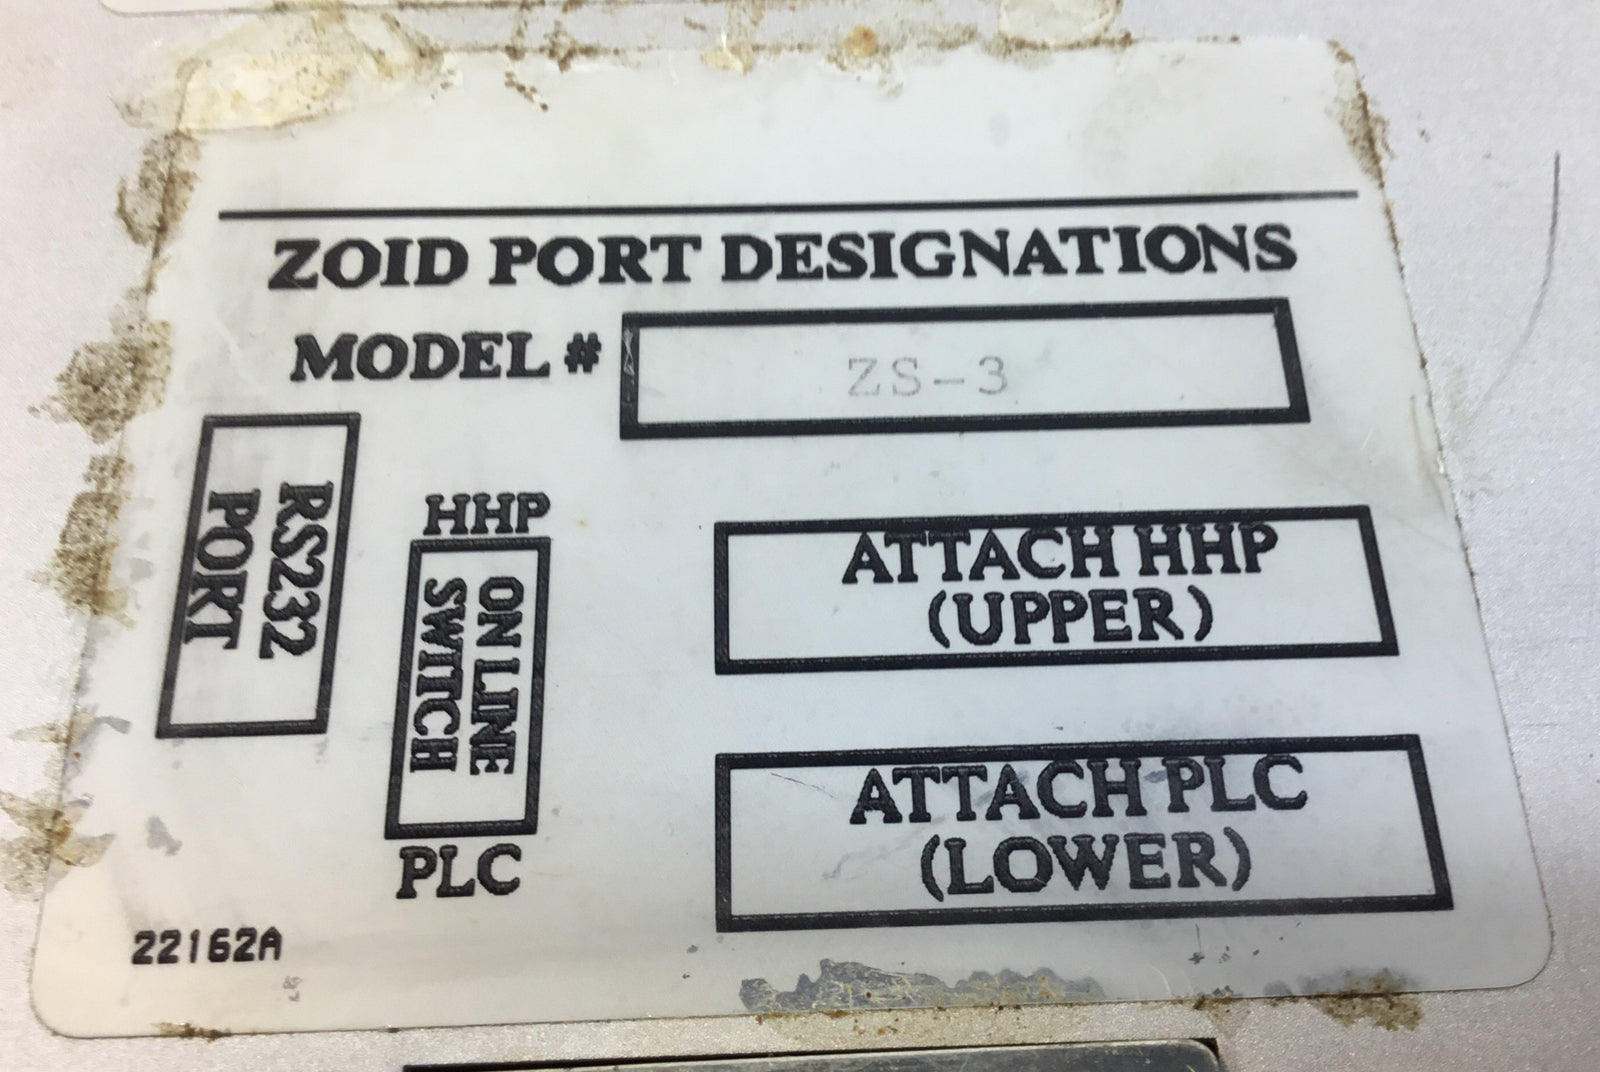 ZOID PORT DESIGNATIONS
MODEL #
ZS-3
RS232
PORT
HHP
ON LINE
SWITCH
PLC
ATTACH HHP
(UPPER)
ATTACH PLC
(LOWER)
22162A